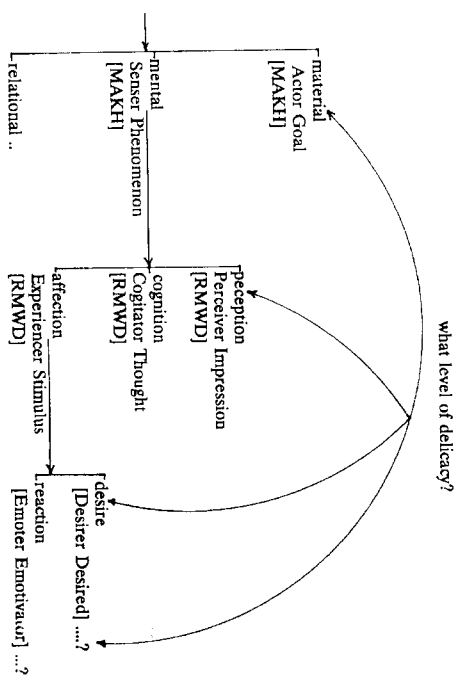 what level of delicacy?
material
Actor Goal
[MAKH]
mental
Senser Phenomenon
[MAKH]
relational ..
peception
Perceiver Impression
[RMWD]
cognition
Cogitator Thought
[RMWD]
affection
Experiencer Stimulus
[RMWD]
desire
[Desirer Desired] ....?
reaction
[Emoter Emotivator] ...?